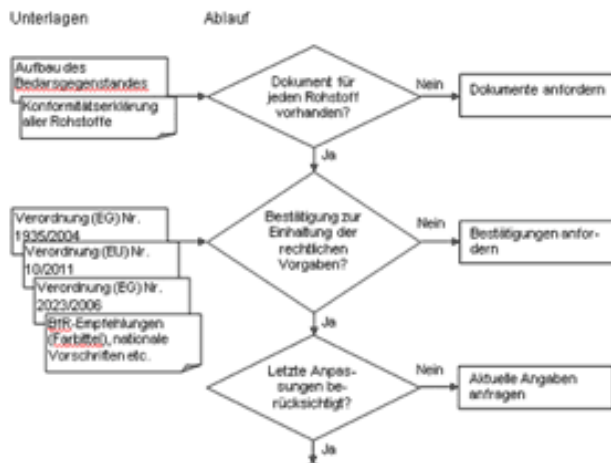 Unterlagen
Ablauf
Aufbau des
Bedarsgegenstandes
Konformitätserklärung
aller Rohstoffe
Dokument für
jeden Rohstoff
vorhanden?
Nein
Dokumente anfordern
Ja
Verordnung (EG) Nr.
1935/2004
Verordnung (EU) Nr.
10/2011
Verordnung (EG) Nr.
2023/2006
BfR-Empfehlungen
(Farbittel), nationale
Vorschriften etc.
Bestätigung zur
Einhaltung der
rechtlichen
Vorgaben?
Nein
Bestätigungen anfor-
dern
Ja
Letzte Anpas-
sungen be-
rücksichtigt?
Nein
Aktuelle Angaben
anfragen
Ja